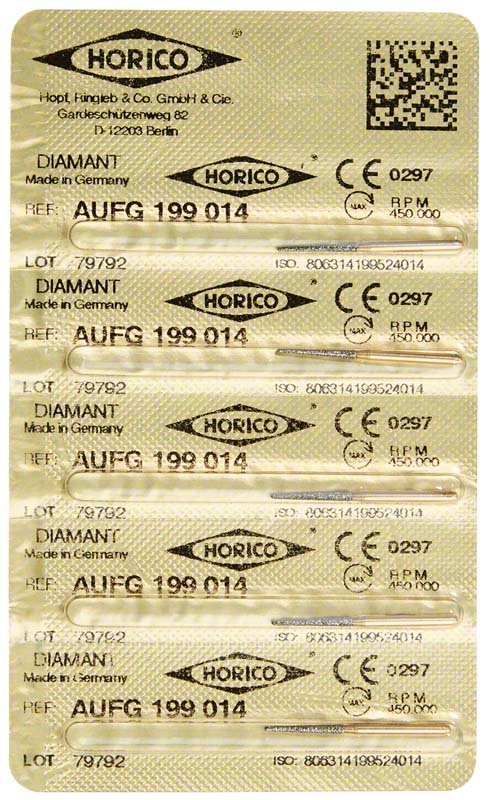 HORICO ®
Hopf, Ringleb & Co. GmbH & Cie.
Gardeschützenweg 82
D-12203 Berlin
DIAMANT HORICO ® CE 0297
Made in Germany
REF: AUFG 199 014 MAX. RPM 450.000
LOT 79792 ISO: 806314199524014
DIAMANT HORICO ® CE 0297
Made in Germany
REF: AUFG 199 014 MAX. RPM 450.000
LOT 79792 ISO: 806314199524014
DIAMANT HORICO ® CE 0297
Made in Germany
REF: AUFG 199 014 MAX. RPM 450.000
LOT 79792 ISO: 806314199524014
DIAMANT HORICO ® CE 0297
Made in Germany
REF: AUFG 199 014 MAX. RPM 450.000
LOT 79792 ISO: 806314199524014
DIAMANT HORICO ® CE 0297
Made in Germany
REF: AUFG 199 014 MAX. RPM 450.000
LOT 79792 ISO: 806314199524014